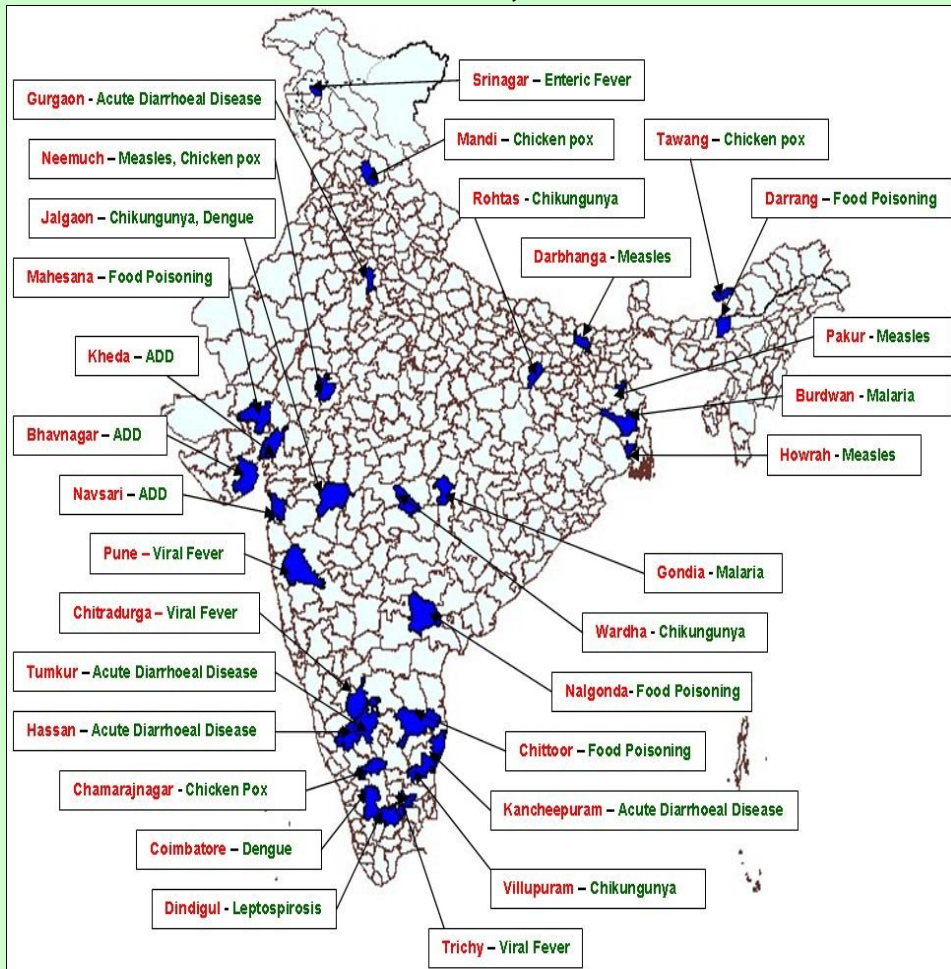 Srinagar – Enteric Fever
Gurgaon - Acute Diarrhoeal Disease
Mandi – Chicken pox
Tawang – Chicken pox
Neemuch – Measles, Chicken pox
Rohtas - Chikungunya
Darrang – Food Poisoning
Jalgaon – Chikungunya, Dengue
Darbhanga - Measles
Mahesana – Food Poisoning
Pakur - Measles
Kheda – ADD
Burdwan - Malaria
Bhavnagar – ADD
Howrah – Measles
Navsari – ADD
Pune – Viral Fever
Gondia - Malaria
Chitradurga – Viral Fever
Wardha - Chikungunya
Tumkur – Acute Diarrhoeal Disease
Nalgonda- Food Poisoning
Hassan – Acute Diarrhoeal Disease
Chittoor – Food Poisoning
Chamarajnagar - Chicken Pox
Kancheepuram – Acute Diarrhoeal Disease
Coimbatore – Dengue
Villupuram – Chikungunya
Dindigul - Leptospirosis
Trichy – Viral Fever